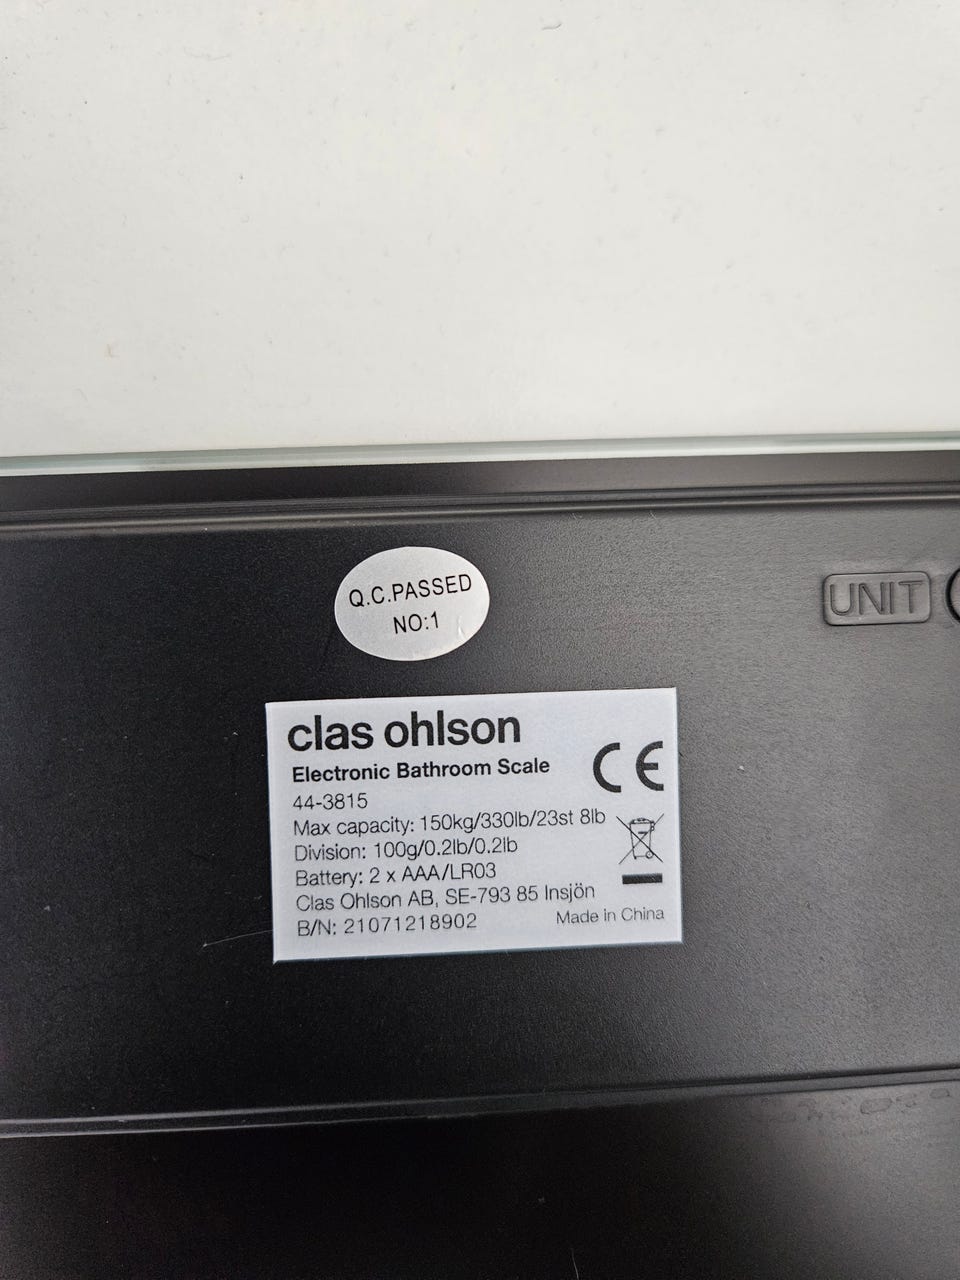 Q.C.PASSED
NO:1
UNIT
clas ohlson
Electronic Bathroom Scale
CE
44-3815
Max capacity: 150kg/330lb/23st 8lb
Division: 100g/0.2lb/0.2lb
Battery: 2 x AAA/LR03
Clas Ohlson AB, SE-793 85 Insjön
B/N: 21071218902
Made in China